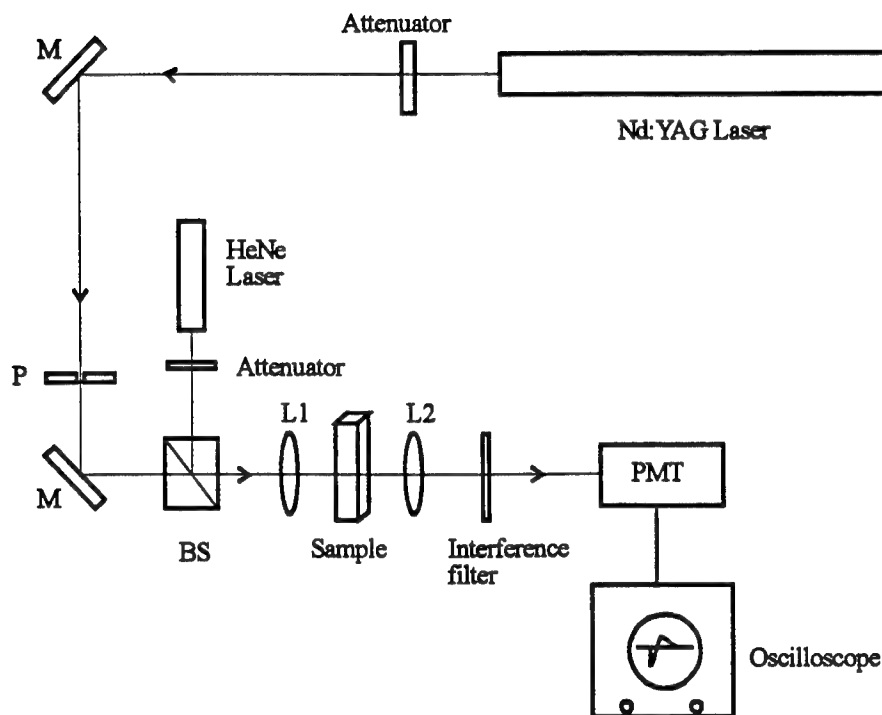 Attenuator
M
Nd:YAG Laser
HeNe
Laser
P
Attenuator
L1
L2
M
PMT
BS
Sample
Interference
filter
Oscilloscope